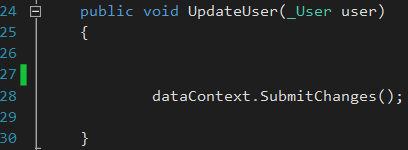 24 public void UpdateUser(_User user)
25 {
26
27
28 dataContext.SubmitChanges();
29
30 }